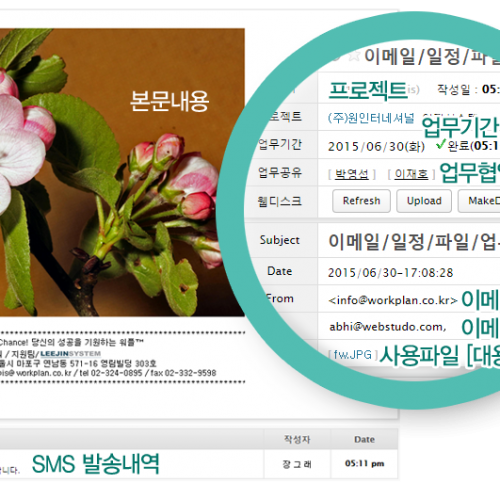 본문내용
Chance! 당신의 성공을 기원하는 워플™
/ 지원팀/LEEJINSYSTEM
서울시 마포구 연남동 571-16 영림빌딩 303호
is@workplan.co.kr / tel 02-324-0895 / fax 02-332-9598
작성자 Date
SMS 발송내역 장그래 05:11 pm
이메일/일정/파일
프로젝트 작성일 : 05:
프로젝트 (주)원인터네셔널
업무기간
업무기간 2015/06/30(화) ✓완료(05:1
업무공유 [ 박영섭 ] [ 이재호 ] 업무협
웹디스크 Refresh Upload MakeD
Subject 이메일/일정/파일/업
Date 2015/06/30-17:08:28
From <info@workplan.co.kr> 이메
abhi@webstudo.com, 이메
[ fw.JPG ] 사용파일 [대용